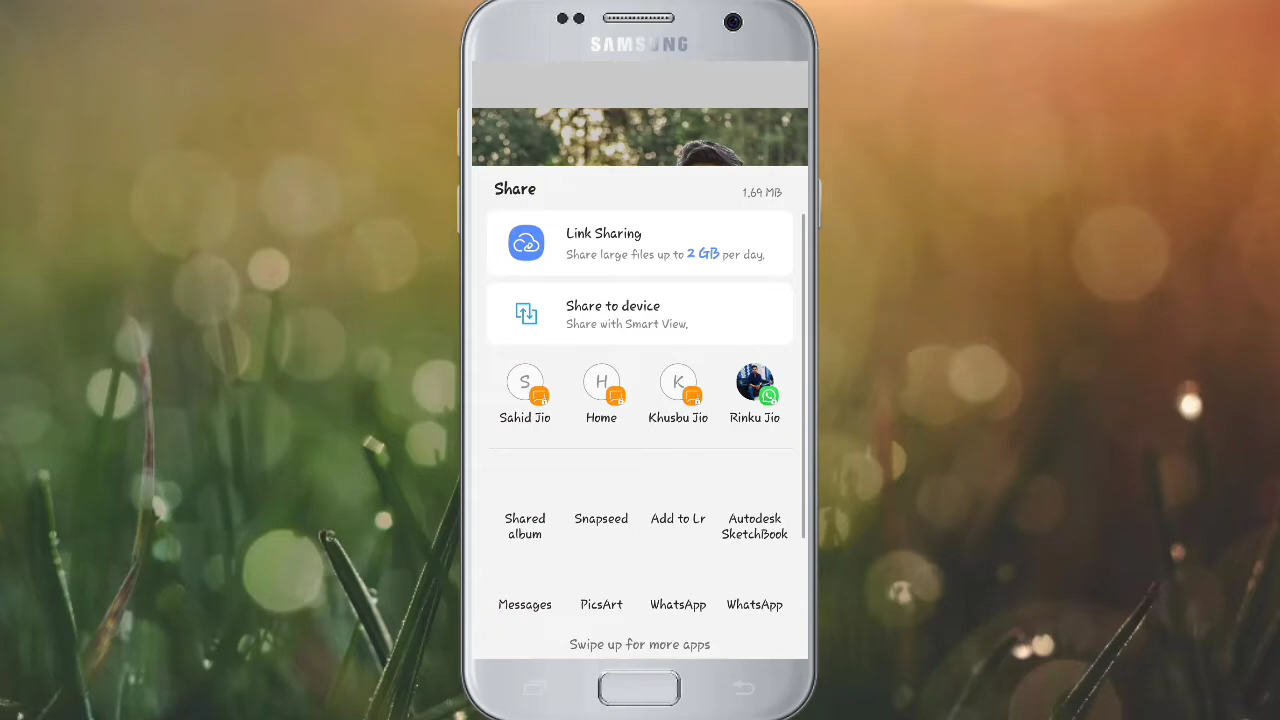 SAMSUNG
Share
1.69 MB
Link Sharing
Share large files up to 2 GB per day.
Share to device
Share with Smart View.
S
H
K
Sahid Jio
Home
Khusbu Jio
Rinku Jio
Shared
album
Snapseed
Add to Lr
Autodesk
SketchBook
Messages
PicsArt
WhatsApp
WhatsApp
Swipe up for more apps